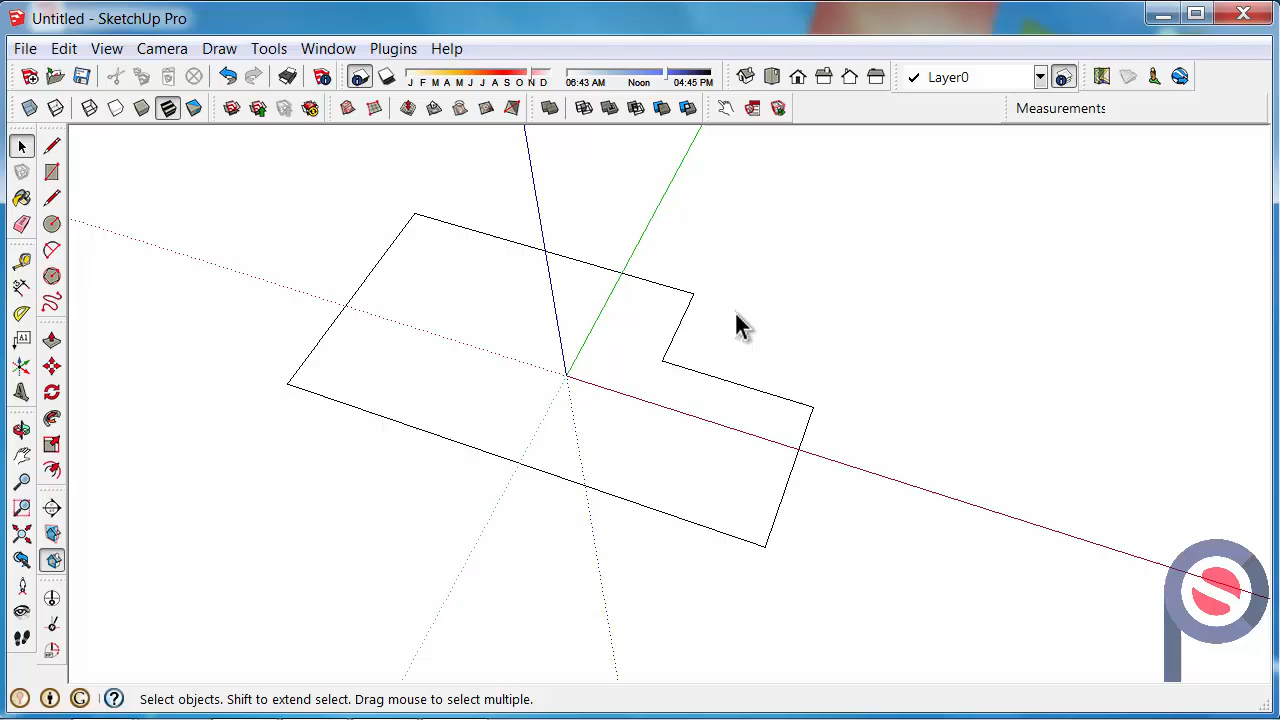 Untitled - SketchUp Pro
File Edit View Camera Draw Tools Window Plugins Help
J F M A M J J A S O N D
06:43 AM Noon 04:45 PM
Layer0
Measurements
A1
Select objects. Shift to extend select. Drag mouse to select multiple.